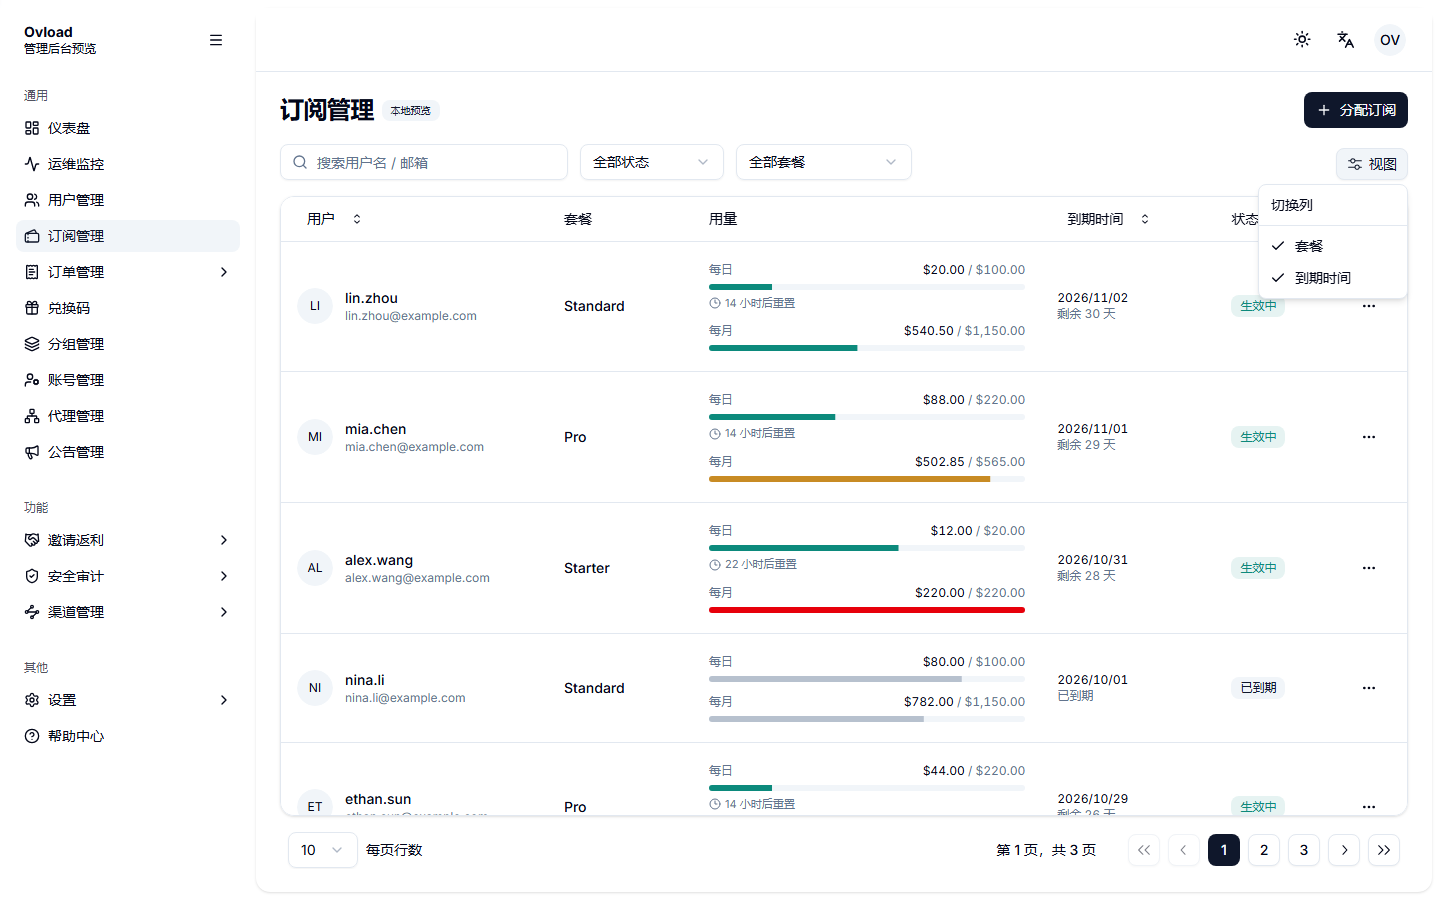 Ovload
管理后台预览
通用
仪表盘
运维监控
用户管理
订阅管理
订单管理
兑换码
分组管理
账号管理
代理管理
公告管理
功能
邀请返利
安全审计
渠道管理
其他
设置
帮助中心
OV
订阅管理
本地预览
分配订阅
搜索用户名 / 邮箱
全部状态
全部套餐
视图
切换列
套餐
到期时间
用户
套餐
用量
到期时间
状态
LI
lin.zhou
lin.zhou@example.com
Standard
每日
$20.00 / $100.00
14 小时后重置
每月
$540.50 / $1,150.00
2026/11/02
剩余 30 天
生效中
MI
mia.chen
mia.chen@example.com
Pro
每日
$88.00 / $220.00
14 小时后重置
每月
$502.85 / $565.00
2026/11/01
剩余 29 天
生效中
AL
alex.wang
alex.wang@example.com
Starter
每日
$12.00 / $20.00
22 小时后重置
每月
$220.00 / $220.00
2026/10/31
剩余 28 天
生效中
NI
nina.li
nina.li@example.com
Standard
每日
$80.00 / $100.00
每月
$782.00 / $1,150.00
2026/10/01
已到期
已到期
ET
ethan.sun
ethan.sun@example.com
Pro
每日
$44.00 / $220.00
14 小时后重置
2026/10/29
剩余 26 天
生效中
10
每页行数
第 1 页，共 3 页
1
2
3